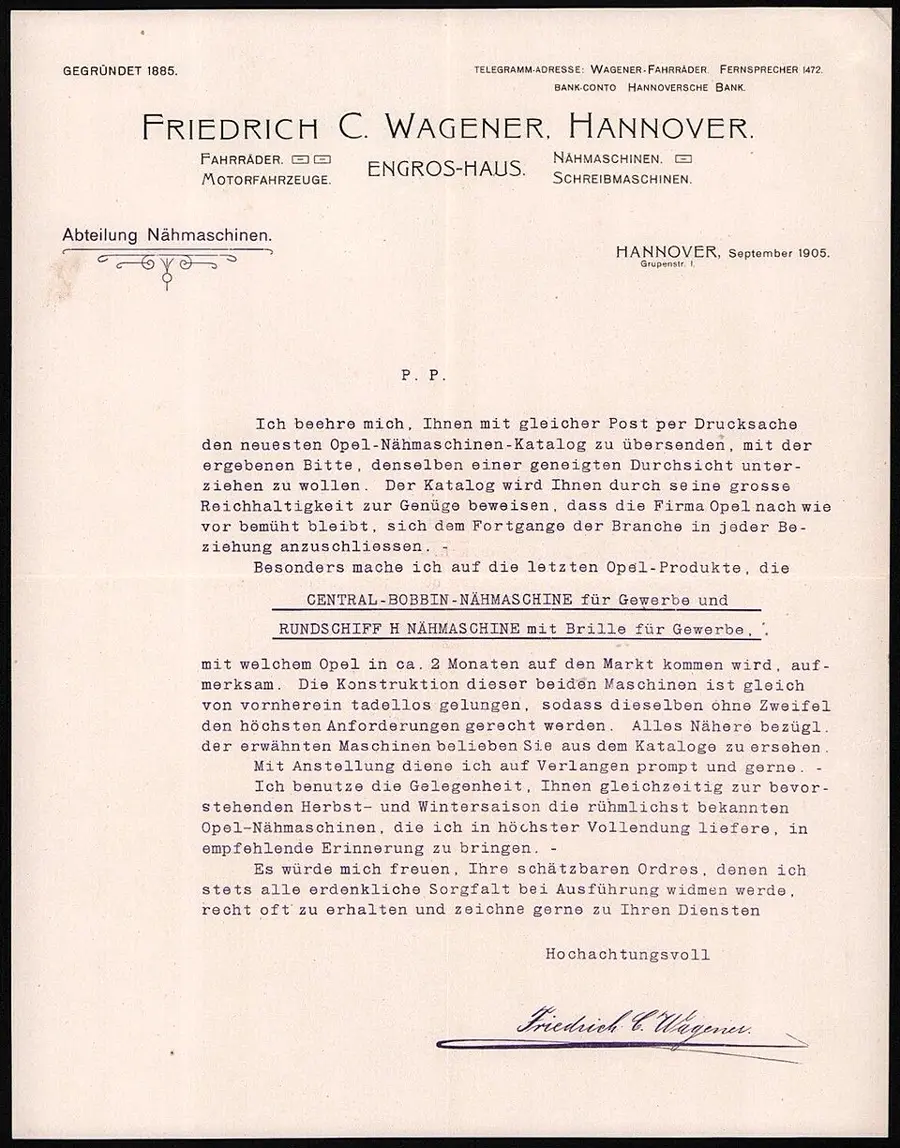 GEGRÜNDET 1885.
TELEGRAMM-ADRESSE: WAGENER-FAHRRÄDER. FERNSPRECHER 1472.
BANK-CONTO HANNOVERSCHE BANK.
FRIEDRICH C. WAGENER, HANNOVER.
FAHRRÄDER.
MOTORFAHRZEUGE.
ENGROS-HAUS.
NÄHMASCHINEN.
SCHREIBMASCHINEN.
Abteilung Nähmaschinen.
HANNOVER, September 1905.
Grupenstr. 1.
P. P.
Ich beehre mich, Ihnen mit gleicher Post per Drucksache
den neuesten Opel-Nähmaschinen-Katalog zu übersenden, mit der
ergebenen Bitte, denselben einer geneigten Durchsicht unter-
ziehen zu wollen. Der Katalog wird Ihnen durch seine grosse
Reichhaltigkeit zur Genüge beweisen, dass die Firma Opel nach wie
vor bemüht bleibt, sich dem Fortgange der Branche in jeder Be-
ziehung anzuschliessen. -
Besonders mache ich auf die letzten Opel-Produkte, die
CENTRAL-BOBBIN-NÄHMASCHINE für Gewerbe und
RUNDSCHIFF H NÄHMASCHINE mit Brille für Gewerbe,
mit welchem Opel in ca. 2 Monaten auf den Markt kommen wird, auf-
merksam. Die Konstruktion dieser beiden Maschinen ist gleich
von vornherein tadellos gelungen, sodass dieselben ohne Zweifel
den höchsten Anforderungen gerecht werden. Alles Nähere bezügl.
der erwähnten Maschinen belieben Sie aus dem Kataloge zu ersehen.
Mit Anstellung diene ich auf Verlangen prompt und gerne. -
Ich benutze die Gelegenheit, Ihnen gleichzeitig zur bevor-
stehenden Herbst- und Wintersaison die rühmlichst bekannten
Opel-Nähmaschinen, die ich in höchster Vollendung liefere, in
empfehlende Erinnerung zu bringen. -
Es würde mich freuen, Ihre schätzbaren Ordres, denen ich
stets alle erdenkliche Sorgfalt bei Ausführung widmen werde,
recht oft zu erhalten und zeichne gerne zu Ihren Diensten
Hochachtungsvoll
Friedrich C. Wagener.